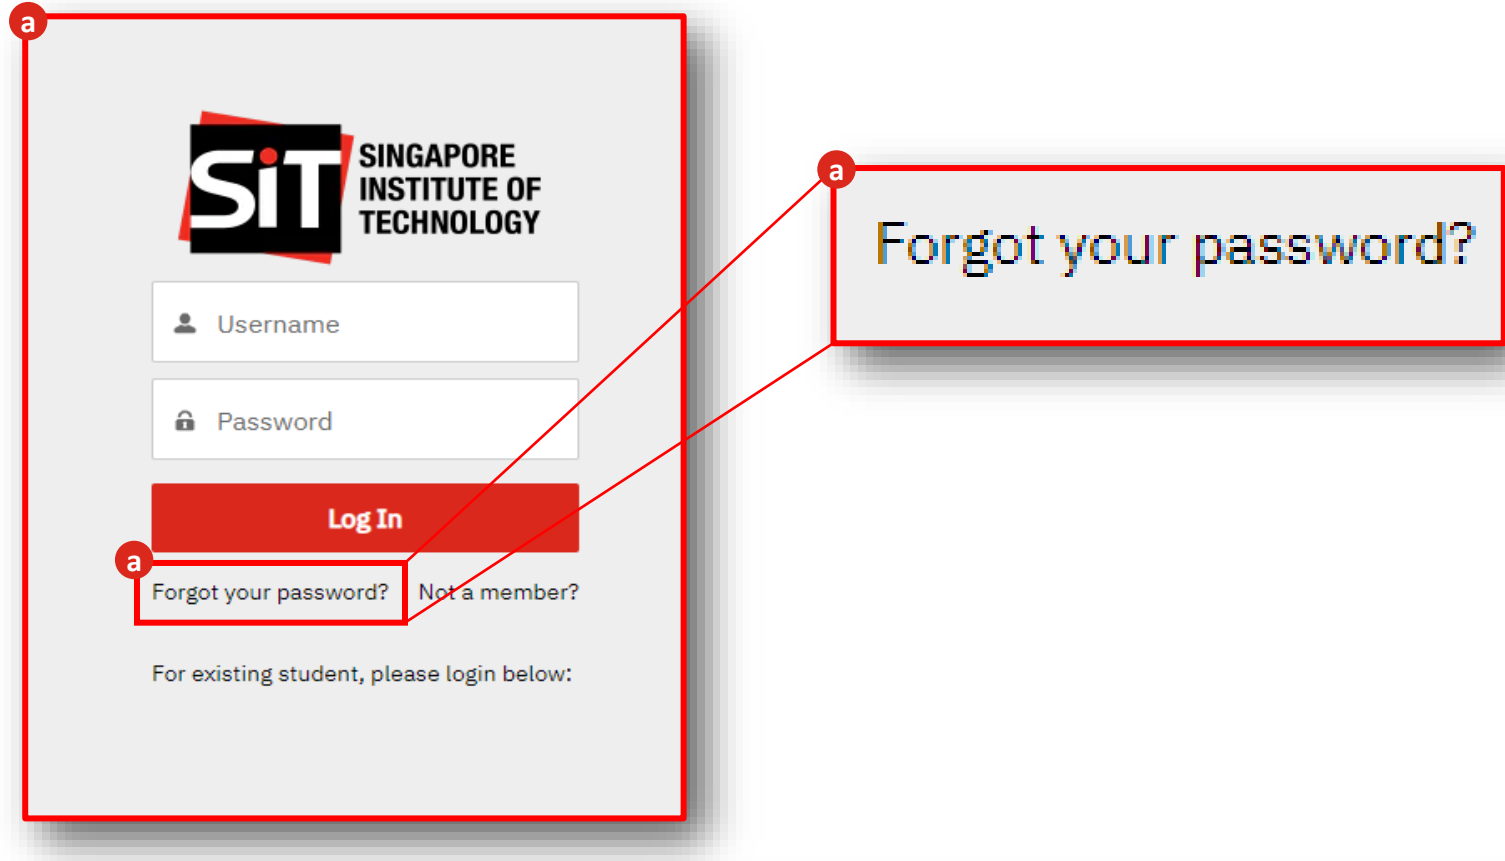 a
SiT
SINGAPORE
INSTITUTE OF
TECHNOLOGY
Username
Password
Log In
a
Forgot your password?
Not a member?
For existing student, please login below:
a
Forgot your password?